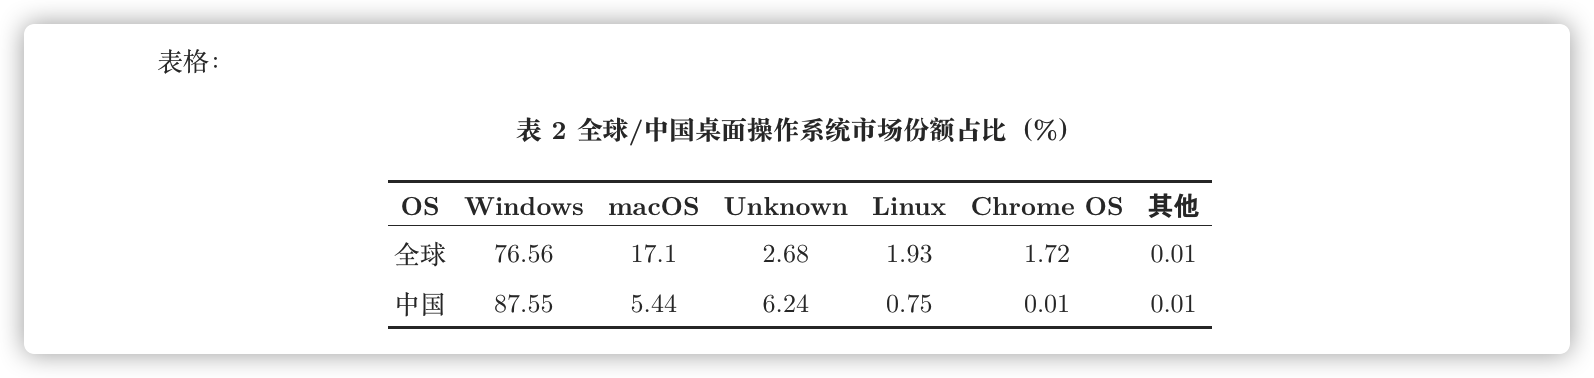 表格：
表 2 全球/中国桌面操作系统市场份额占比（%）
OS Windows macOS Unknown Linux Chrome OS 其他
全球 76.56 17.1 2.68 1.93 1.72 0.01
中国 87.55 5.44 6.24 0.75 0.01 0.01